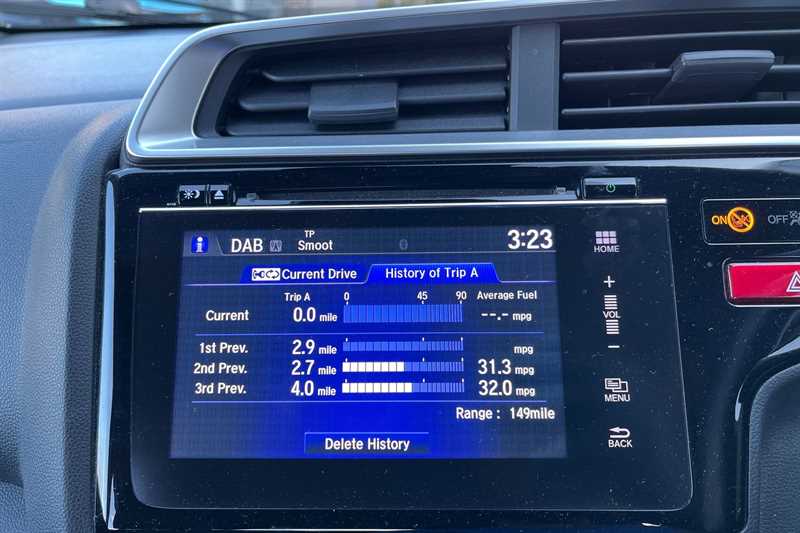 TP
DAB Smoot 3:23
Current Drive History of Trip A
Trip A 0 45 90 Average Fuel
Current 0.0 mile --.- mpg
1st Prev. 2.9 mile mpg
2nd Prev. 2.7 mile 31.3 mpg
3rd Prev. 4.0 mile 32.0 mpg
Range : 149mile
Delete History
HOME
+
VOL
−
MENU
BACK
ON OFF